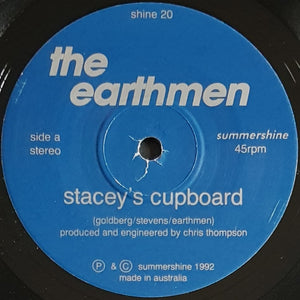 shine 20
the
earthmen
side a
stereo
summershine
45rpm
stacey's cupboard
(goldberg/stevens/earthmen)
produced and engineered by chris thompson
Ⓟ & Ⓒ summershine 1992
made in australia